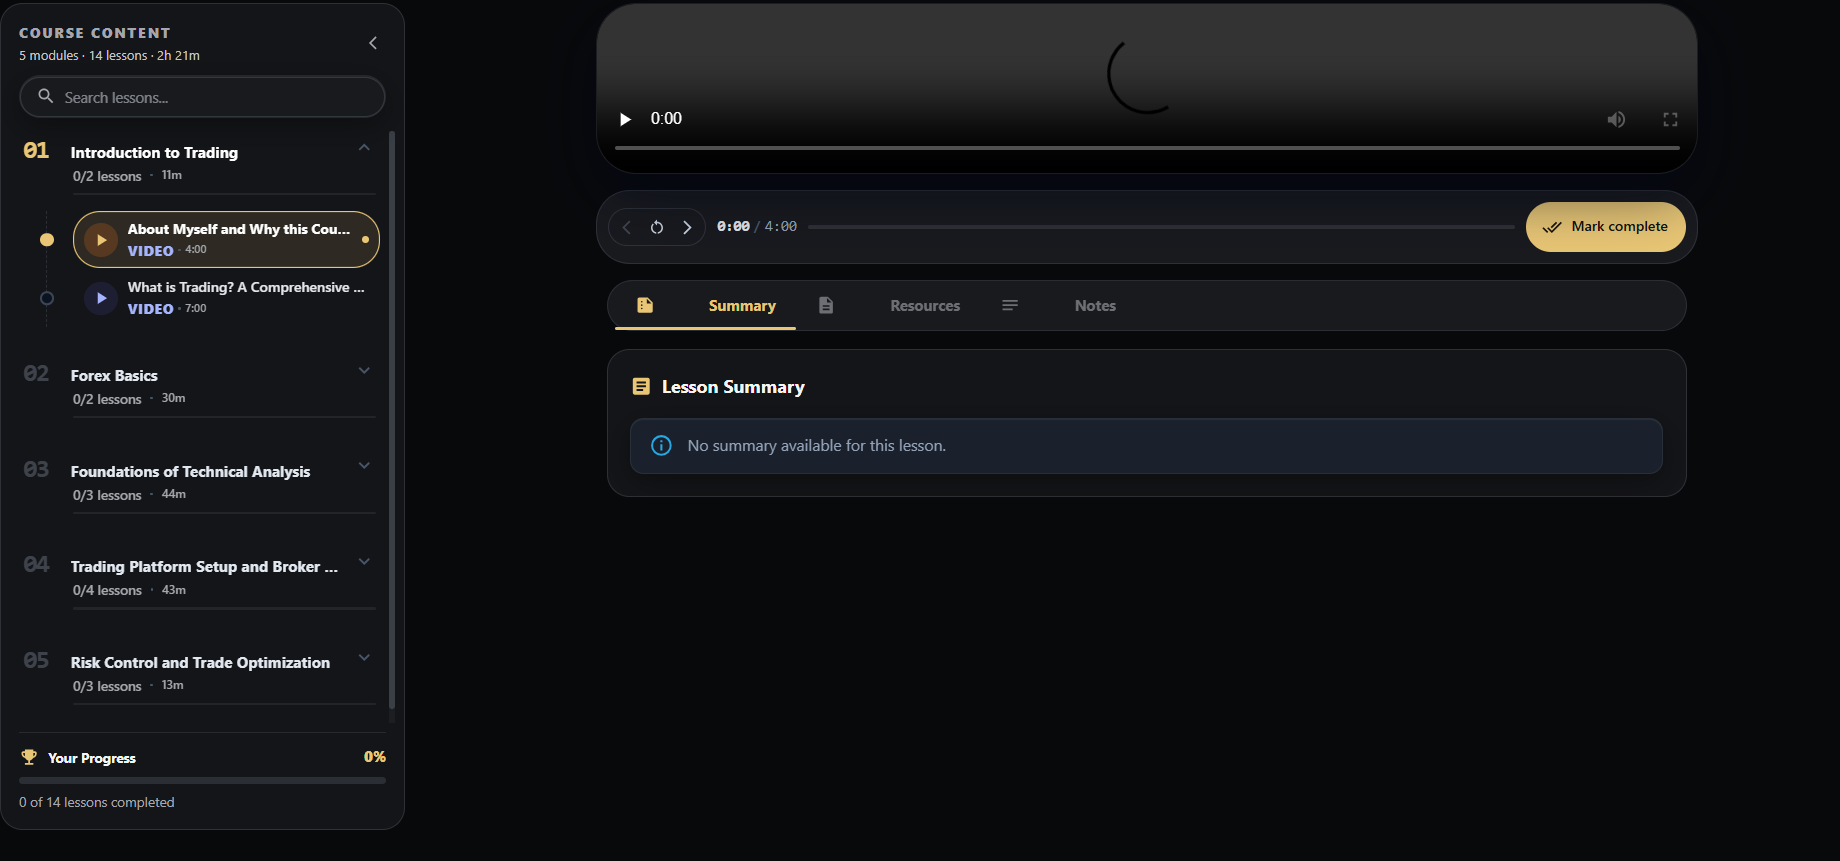 COURSE CONTENT
5 modules · 14 lessons · 2h 21m
Search lessons...
01
Introduction to Trading
0/2 lessons · 11m
About Myself and Why this Cou...
VIDEO · 4:00
What is Trading? A Comprehensive ...
VIDEO · 7:00
02
Forex Basics
0/2 lessons · 30m
03
Foundations of Technical Analysis
0/3 lessons · 44m
04
Trading Platform Setup and Broker ...
0/4 lessons · 43m
05
Risk Control and Trade Optimization
0/3 lessons · 13m
Your Progress 0%
0 of 14 lessons completed
0:00
0:00 / 4:00
Mark complete
Summary Resources Notes
Lesson Summary
No summary available for this lesson.